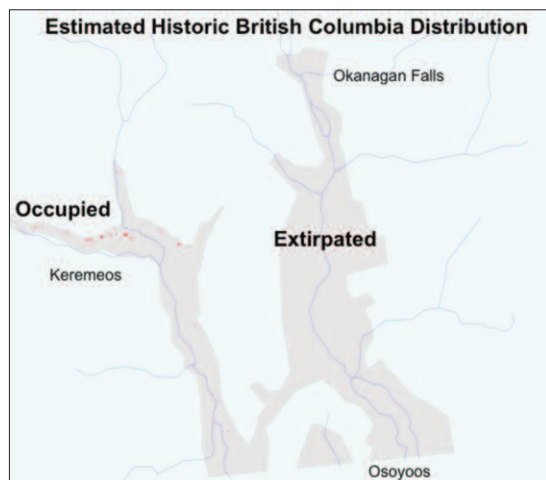 Estimated Historic British Columbia Distribution
Okanagan Falls
Occupied
Extirpated
Keremeos
Osoyoos